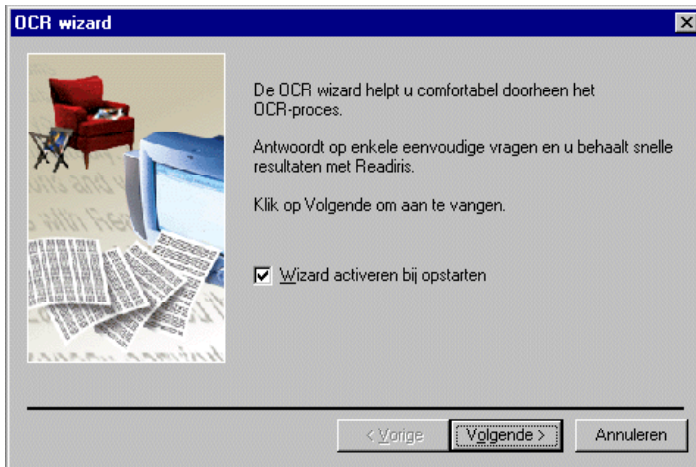 OCR wizard
De OCR wizard helpt u comfortabel doorheen het
OCR-proces.
Antwoordt op enkele eenvoudige vragen en u behaalt snelle
resultaten met Readiris.
Klik op Volgende om aan te vangen.
Wizard activeren bij opstarten
< Vorige
Volgende >
Annuleren